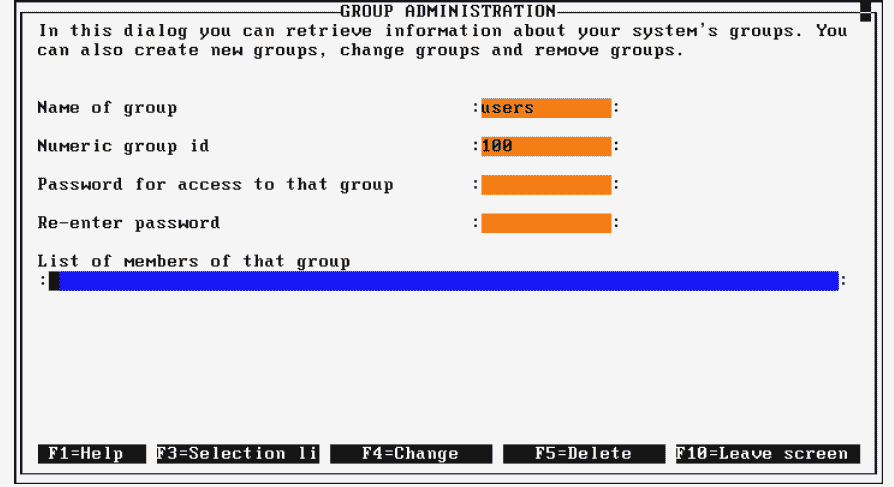 GROUP ADMINISTRATION
In this dialog you can retrieve information about your system's groups. You
can also create new groups, change groups and remove groups.
Name of group :users :
Numeric group id :100 :
Password for access to that group : :
Re-enter password : :
List of members of that group
: :
F1=Help F3=Selection li F4=Change F5=Delete F10=Leave screen